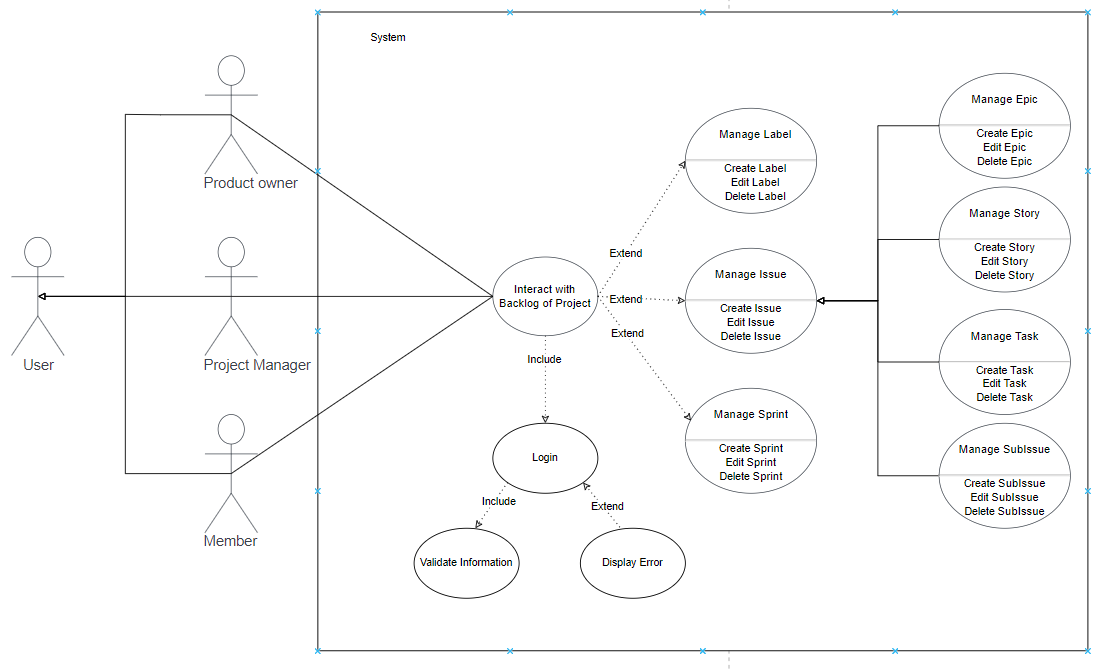 System
Product owner
User
Project Manager
Member
Interact with
Backlog of Project
Extend
Extend
Extend
Include
Login
Include
Extend
Validate Information
Display Error
Manage Label
Create Label
Edit Label
Delete Label
Manage Issue
Create Issue
Edit Issue
Delete Issue
Manage Sprint
Create Sprint
Edit Sprint
Delete Sprint
Manage Epic
Create Epic
Edit Epic
Delete Epic
Manage Story
Create Story
Edit Story
Delete Story
Manage Task
Create Task
Edit Task
Delete Task
Manage SubIssue
Create SubIssue
Edit SubIssue
Delete SubIssue